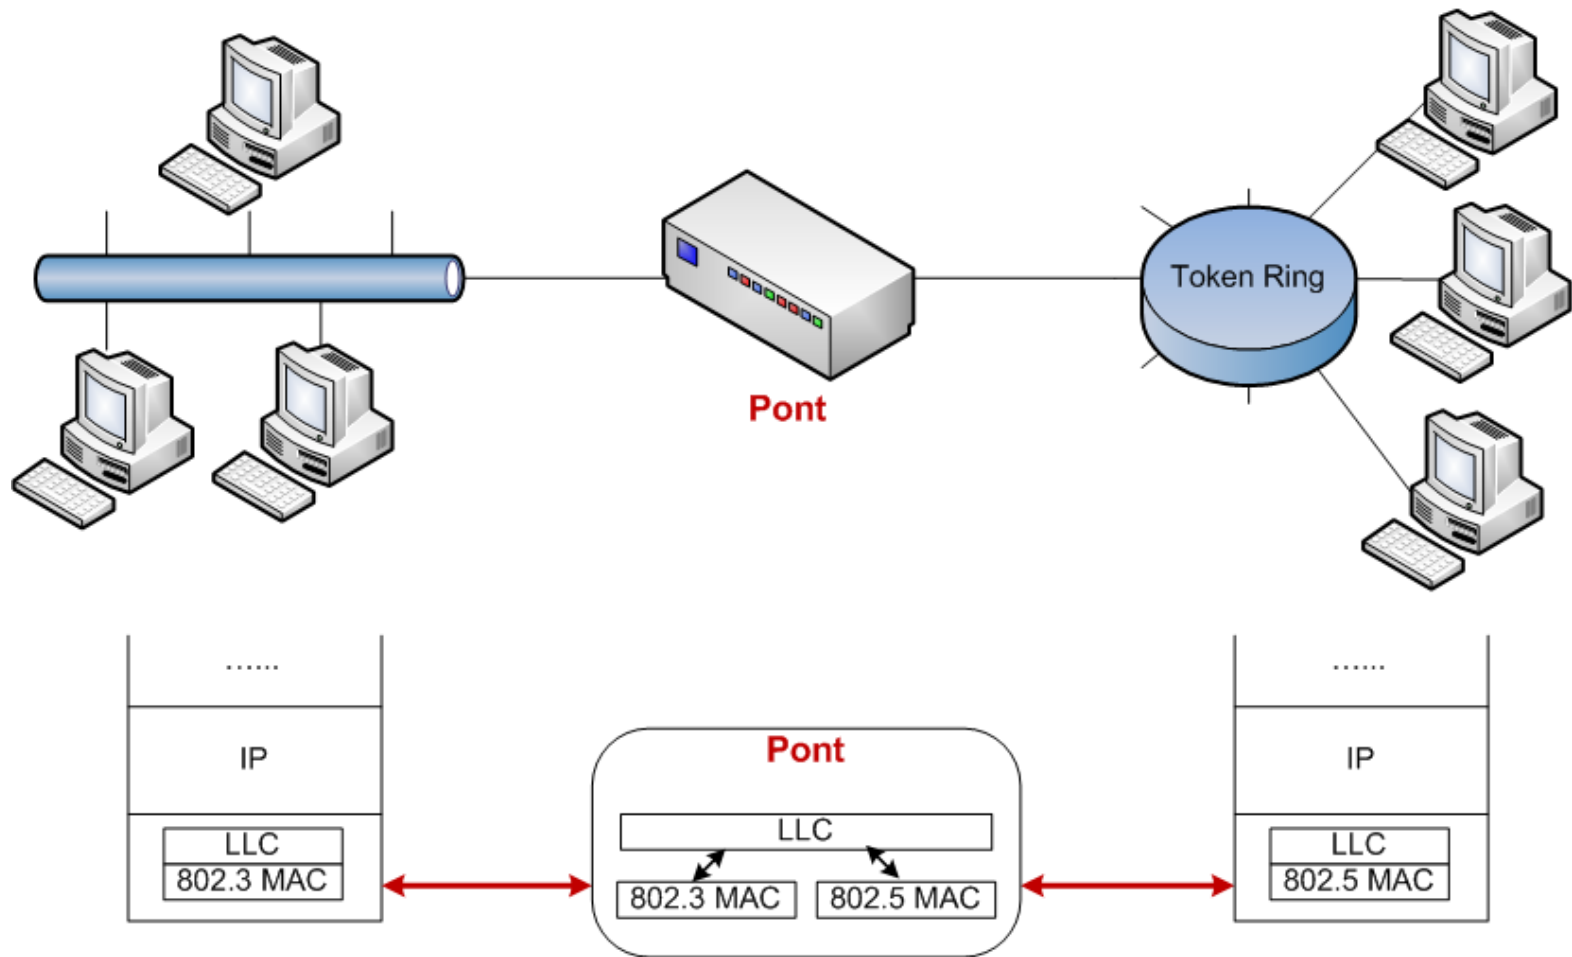 Token Ring
Pont
......
......
Pont
IP
IP
LLC
LLC
LLC
802.3 MAC
802.3 MAC
802.5 MAC
802.5 MAC